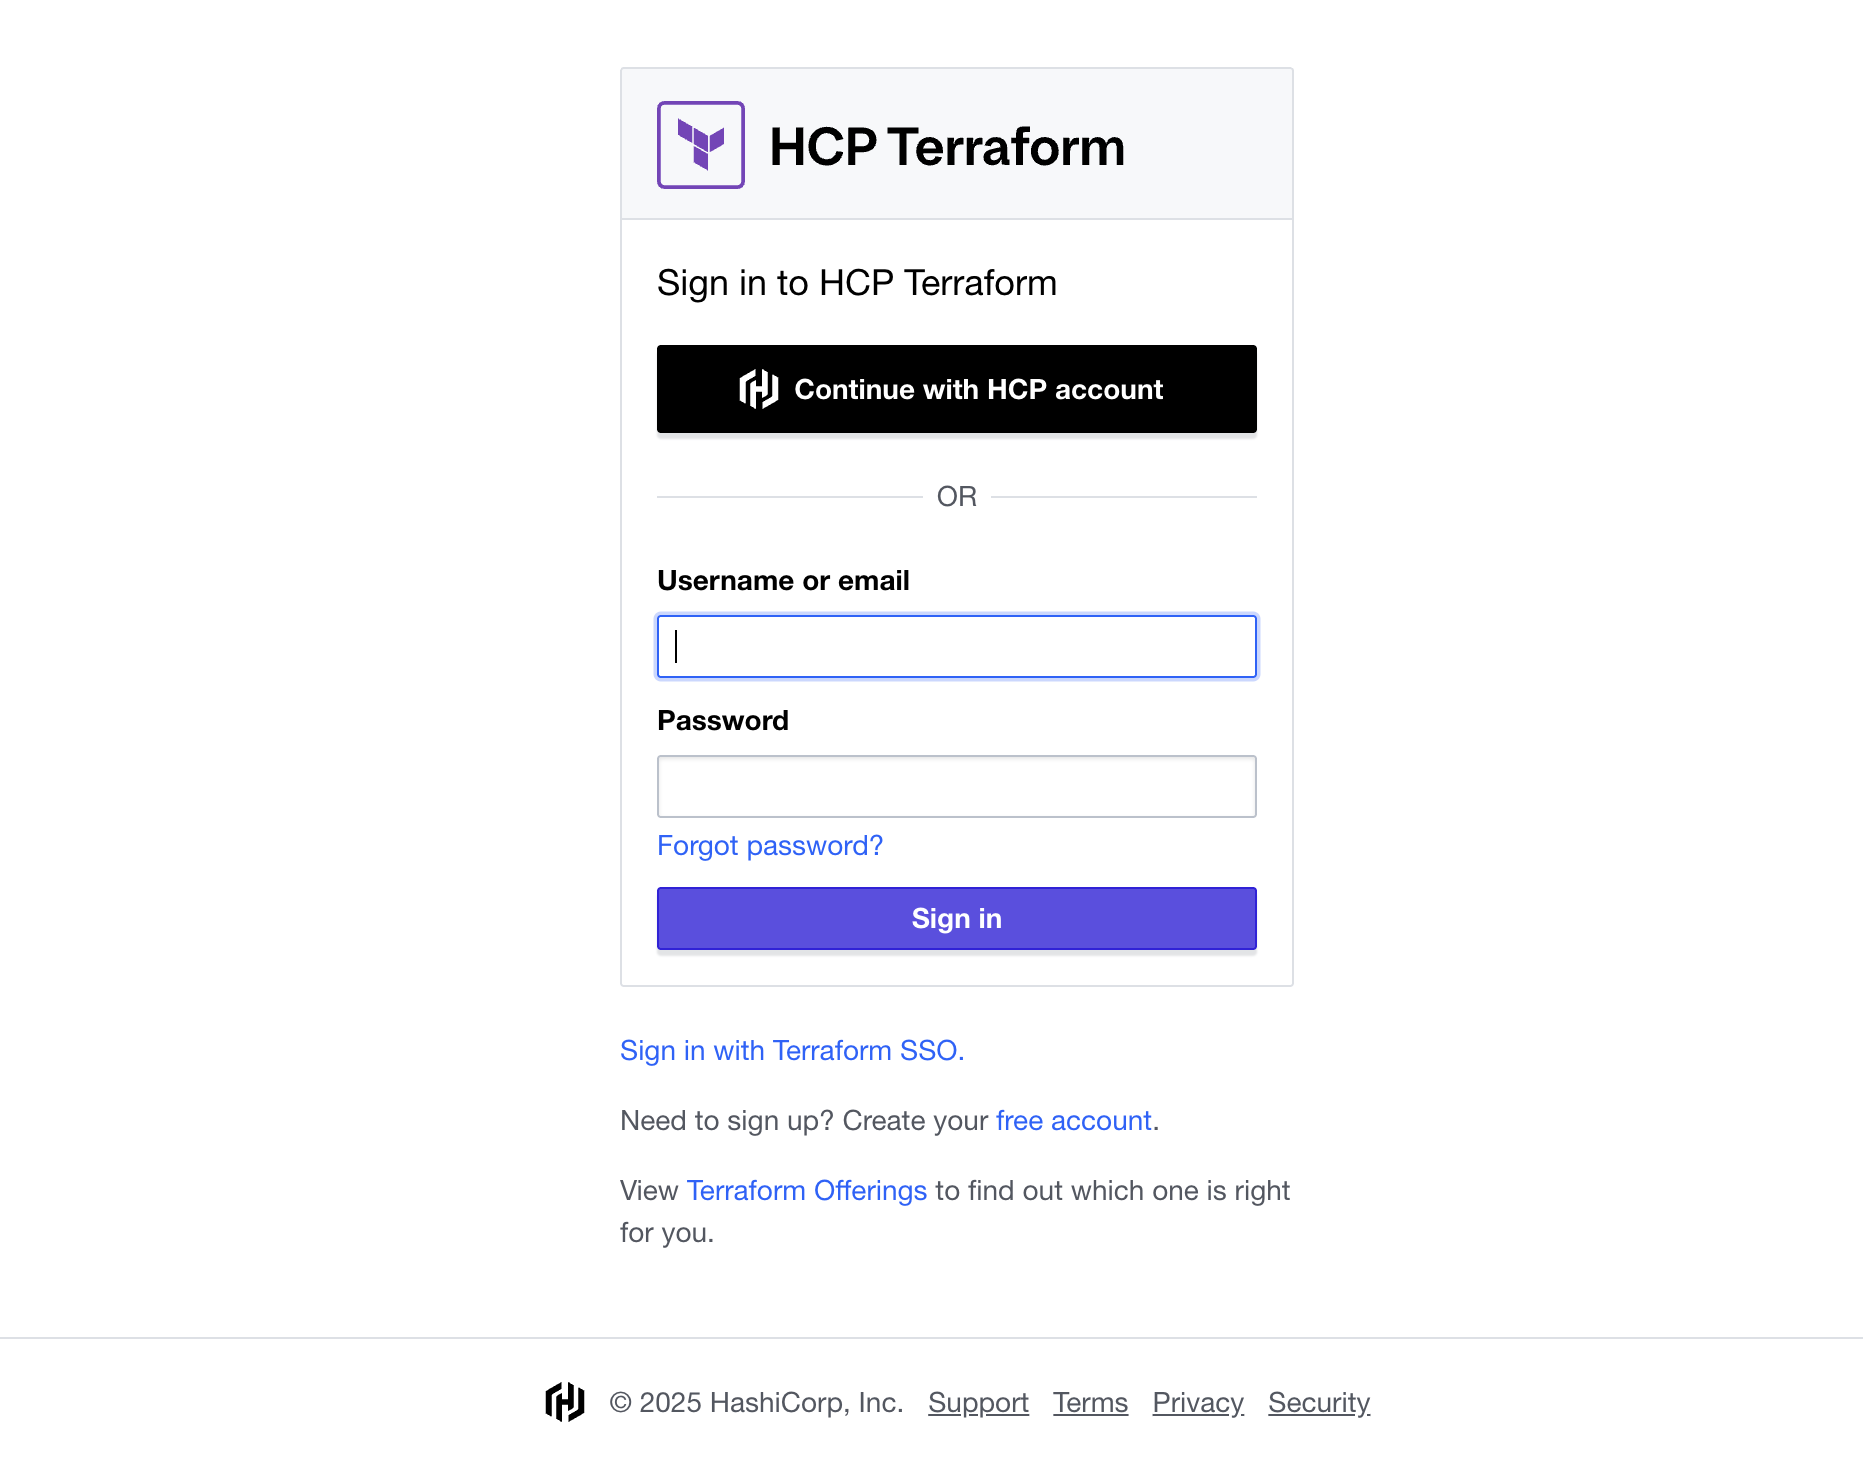 HCP Terraform
Sign in to HCP Terraform
Continue with HCP account
OR
Username or email
Password
Forgot password?
Sign in
Sign in with Terraform SSO.
Need to sign up? Create your free account.
View Terraform Offerings to find out which one is right
for you.
© 2025 HashiCorp, Inc. Support Terms Privacy Security